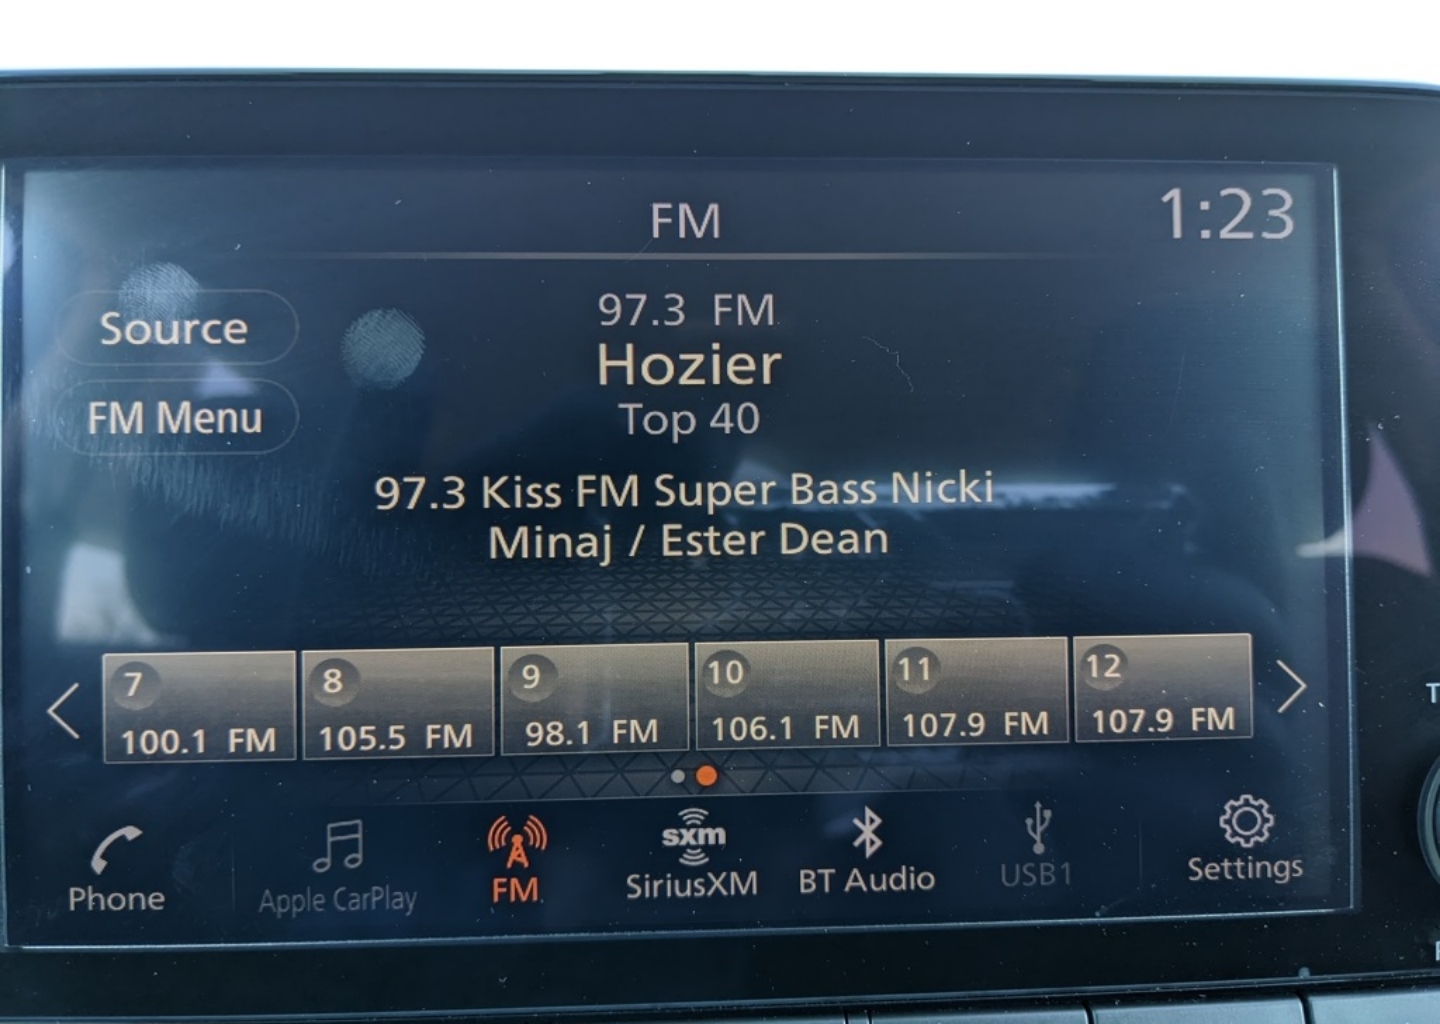 FM
1:23
Source
FM Menu
97.3 FM
Hozier
Top 40
97.3 Kiss FM Super Bass Nicki
Minaj / Ester Dean
7
100.1 FM
8
105.5 FM
9
98.1 FM
10
106.1 FM
11
107.9 FM
12
107.9 FM
Phone
Apple CarPlay
FM
sxm
SiriusXM
BT Audio
USB1
Settings